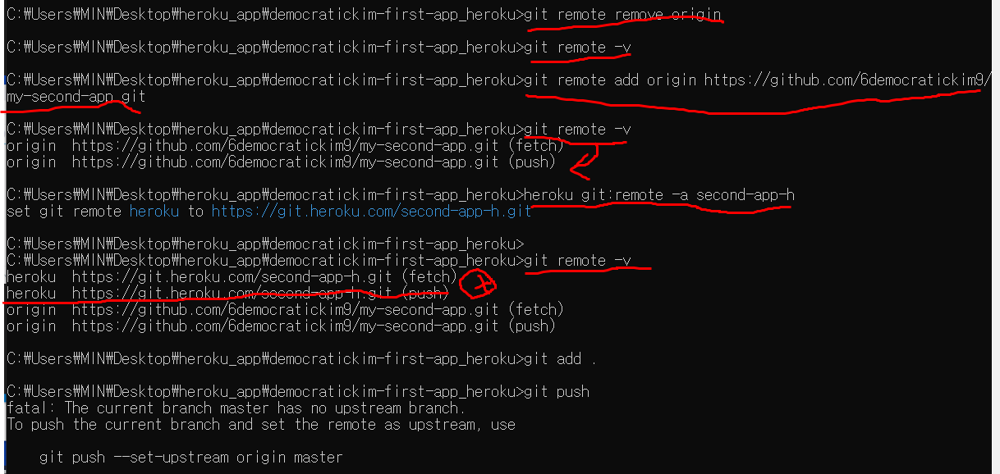 C:₩Users₩MIN₩Desktop₩heroku_app₩democratickim-first-app_heroku>git remote remove origin
C:₩Users₩MIN₩Desktop₩heroku_app₩democratickim-first-app_heroku>git remote -v
C:₩Users₩MIN₩Desktop₩heroku_app₩democratickim-first-app_heroku>git remote add origin https://github.com/6democratickim9/
my-second-app.git
C:₩Users₩MIN₩Desktop₩heroku_app₩democratickim-first-app_heroku>git remote -v
origin  https://github.com/6democratickim9/my-second-app.git (fetch)
origin  https://github.com/6democratickim9/my-second-app.git (push)
C:₩Users₩MIN₩Desktop₩heroku_app₩democratickim-first-app_heroku>heroku git:remote -a second-app-h
set git remote heroku to https://git.heroku.com/second-app-h.git
C:₩Users₩MIN₩Desktop₩heroku_app₩democratickim-first-app_heroku>
C:₩Users₩MIN₩Desktop₩heroku_app₩democratickim-first-app_heroku>git remote -v
heroku  https://git.heroku.com/second-app-h.git (fetch)
heroku  https://git.heroku.com/second-app-h.git (push)
origin  https://github.com/6democratickim9/my-second-app.git (fetch)
origin  https://github.com/6democratickim9/my-second-app.git (push)
C:₩Users₩MIN₩Desktop₩heroku_app₩democratickim-first-app_heroku>git add .
C:₩Users₩MIN₩Desktop₩heroku_app₩democratickim-first-app_heroku>git push
fatal: The current branch master has no upstream branch.
To push the current branch and set the remote as upstream, use
    git push --set-upstream origin master